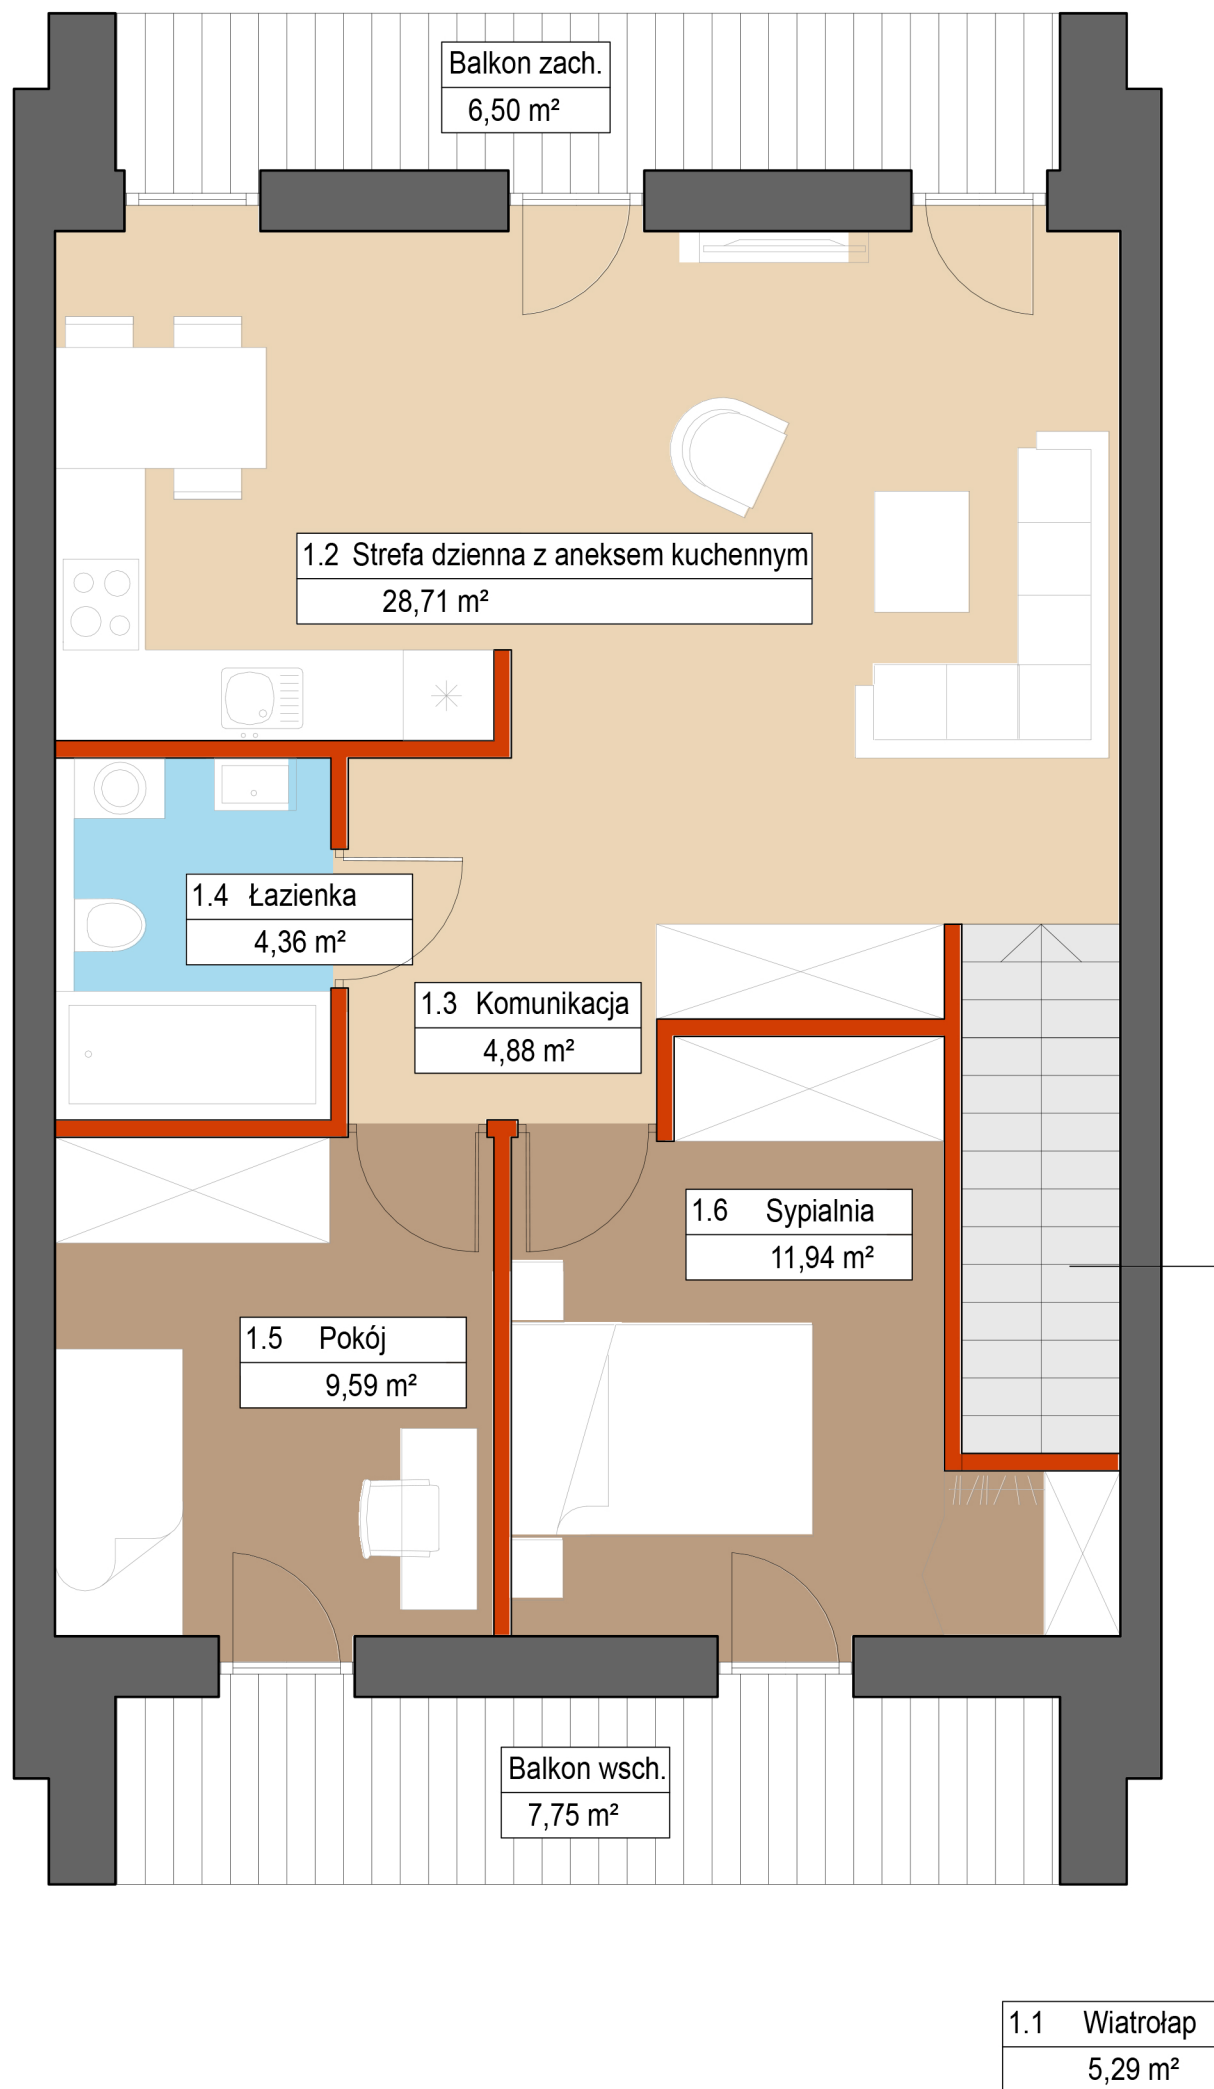 Balkon zach.
6,50 m²
1.2 Strefa dzienna z aneksem kuchennym
28,71 m²
1.4 Łazienka
4,36 m²
1.3 Komunikacja
4,88 m²
1.6 Sypialnia
11,94 m²
1.5 Pokój
9,59 m²
Balkon wsch.
7,75 m²
1.1 Wiatrołap
5,29 m²